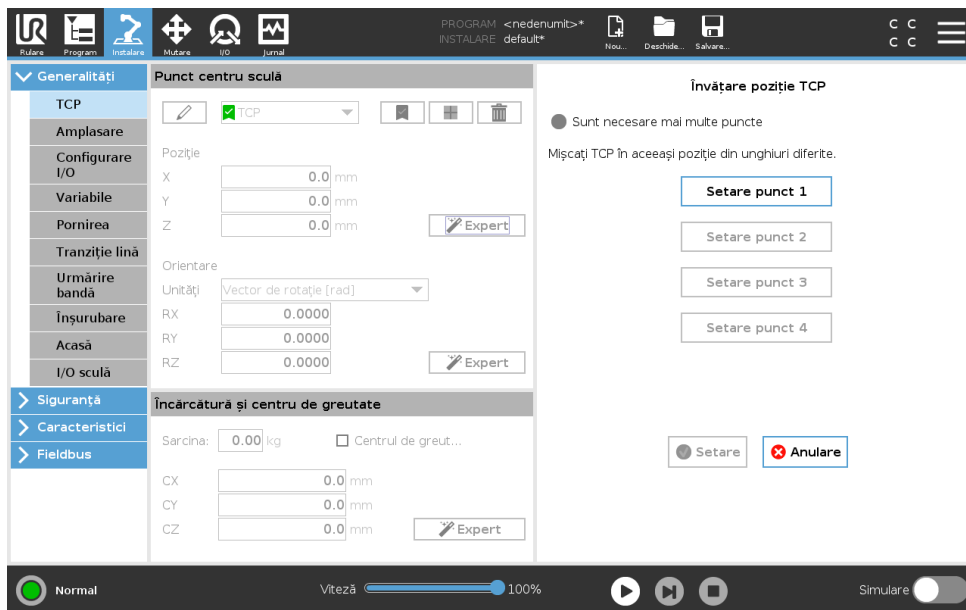 PROGRAM <nedenumit>*
INSTALARE default*
Rulare Program Instalare Mutare I/O Jurnal Nou... Deschide... Salvare...
C C
C C
Generalități
TCP
Amplasare
Configurare
I/O
Variabile
Pornirea
Tranziție lină
Urmărire
bandă
Înșurubare
Acasă
I/O sculă
Siguranță
Caracteristici
Fieldbus
Punct centru sculă
TCP
Poziție
X 0.0 mm
Y 0.0 mm
Z 0.0 mm Expert
Orientare
Unități Vector de rotație [rad]
RX 0.0000
RY 0.0000
RZ 0.0000 Expert
Încărcătură și centru de greutate
Sarcina: 0.00 kg Centrul de greut...
CX 0.0 mm
CY 0.0 mm
CZ 0.0 mm Expert
Învățare poziție TCP
Sunt necesare mai multe puncte
Mișcați TCP în aceeași poziție din unghiuri diferite.
Setare punct 1
Setare punct 2
Setare punct 3
Setare punct 4
Setare Anulare
Normal Viteză 100% Simulare